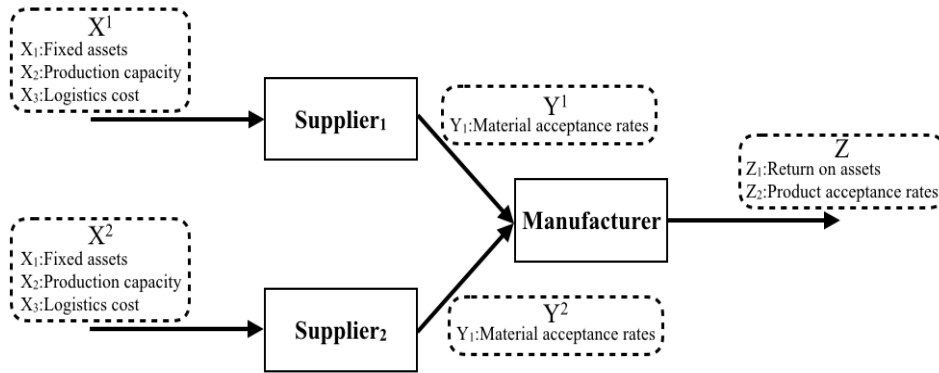 X¹
X₁:Fixed assets
X₂:Production capacity
X₃:Logistics cost
Supplier₁
Y¹
Y₁:Material acceptance rates
Z
Z₁:Return on assets
Z₂:Product acceptance rates
Manufacturer
X²
X₁:Fixed assets
X₂:Production capacity
X₃:Logistics cost
Supplier₂
Y²
Y₁:Material acceptance rates